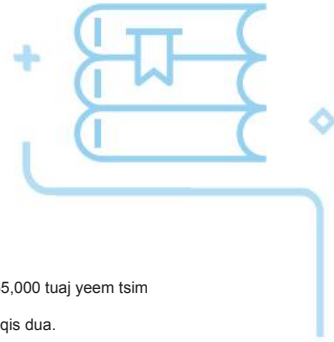 5,000 tuaj yeem tsim
qis dua.